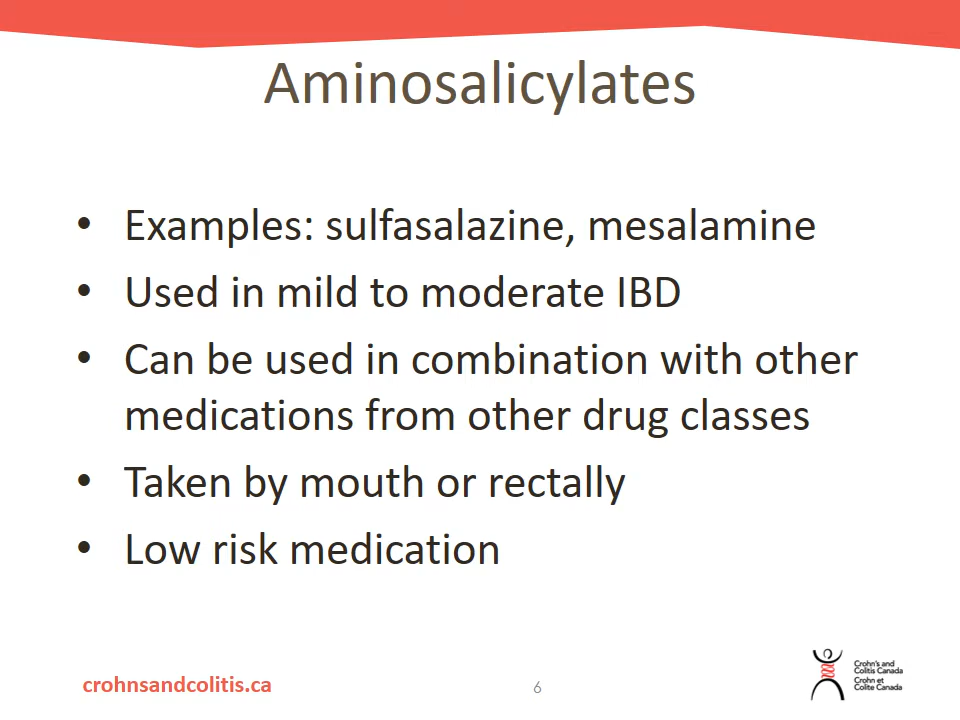 Aminosalicylates
• Examples: sulfasalazine, mesalamine
• Used in mild to moderate IBD
• Can be used in combination with other
medications from other drug classes
• Taken by mouth or rectally
• Low risk medication
crohnsandcolitis.ca
6
Crohn's and
Colitis Canada
Crohn et
Colite Canada